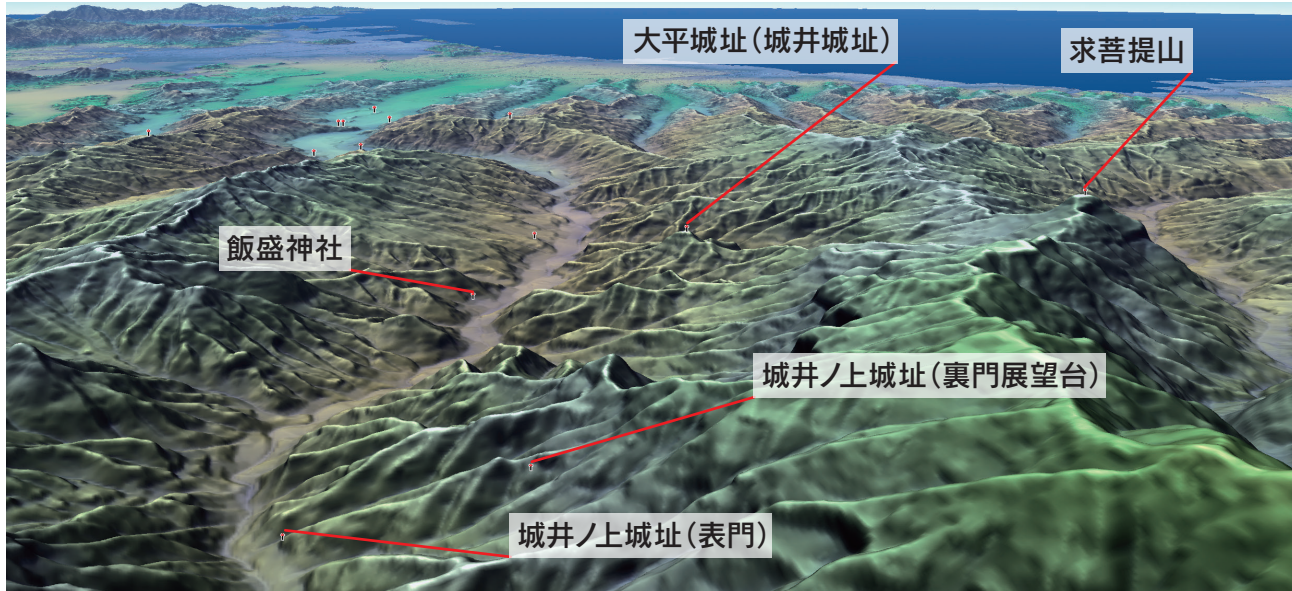 大平城址（城井城址）
求菩提山
飯盛神社
城井ノ上城址（裏門展望台）
城井ノ上城址（表門）